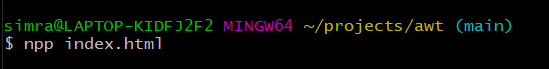 simra@LAPTOP-KIDFJ2F2 MINGW64 ~/projects/awt (main)
$ npp index.html